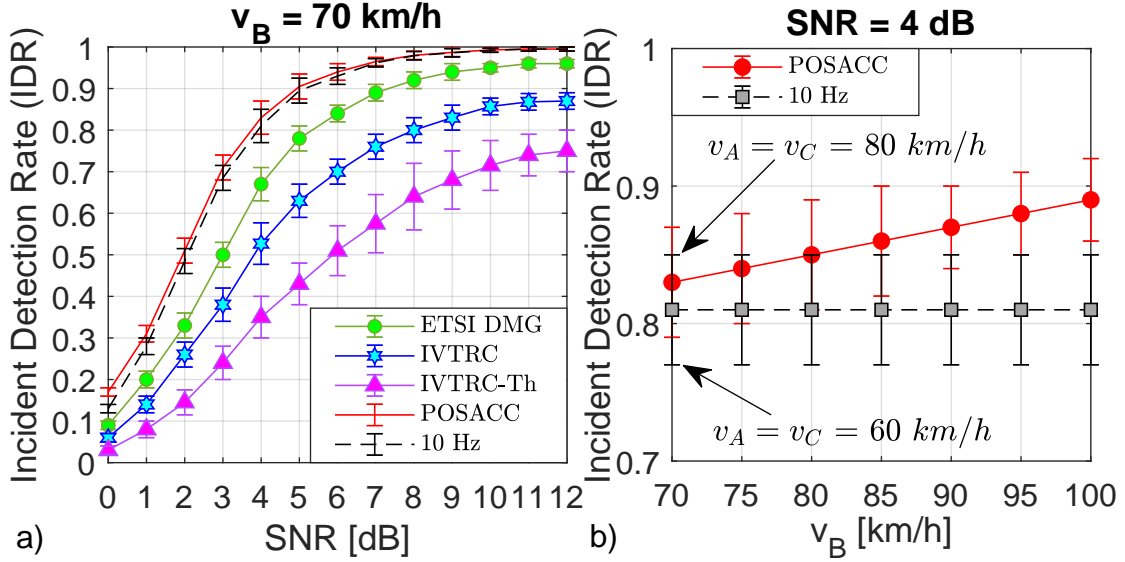 v_B = 70 km/h
Incident Detection Rate (IDR)
1
0.9
0.8
0.7
0.6
0.5
0.4
0.3
0.2
0.1
0
ETSI DMG
IVTRC
IVTRC-Th
POSACC
10 Hz
0 1 2 3 4 5 6 7 8 9 10 11 12
SNR [dB]
a)
SNR = 4 dB
Incident Detection Rate (IDR)
1
0.9
0.8
0.7
POSACC
10 Hz
v_A = v_C = 80 km/h
v_A = v_C = 60 km/h
70 75 80 85 90 95 100
v_B [km/h]
b)